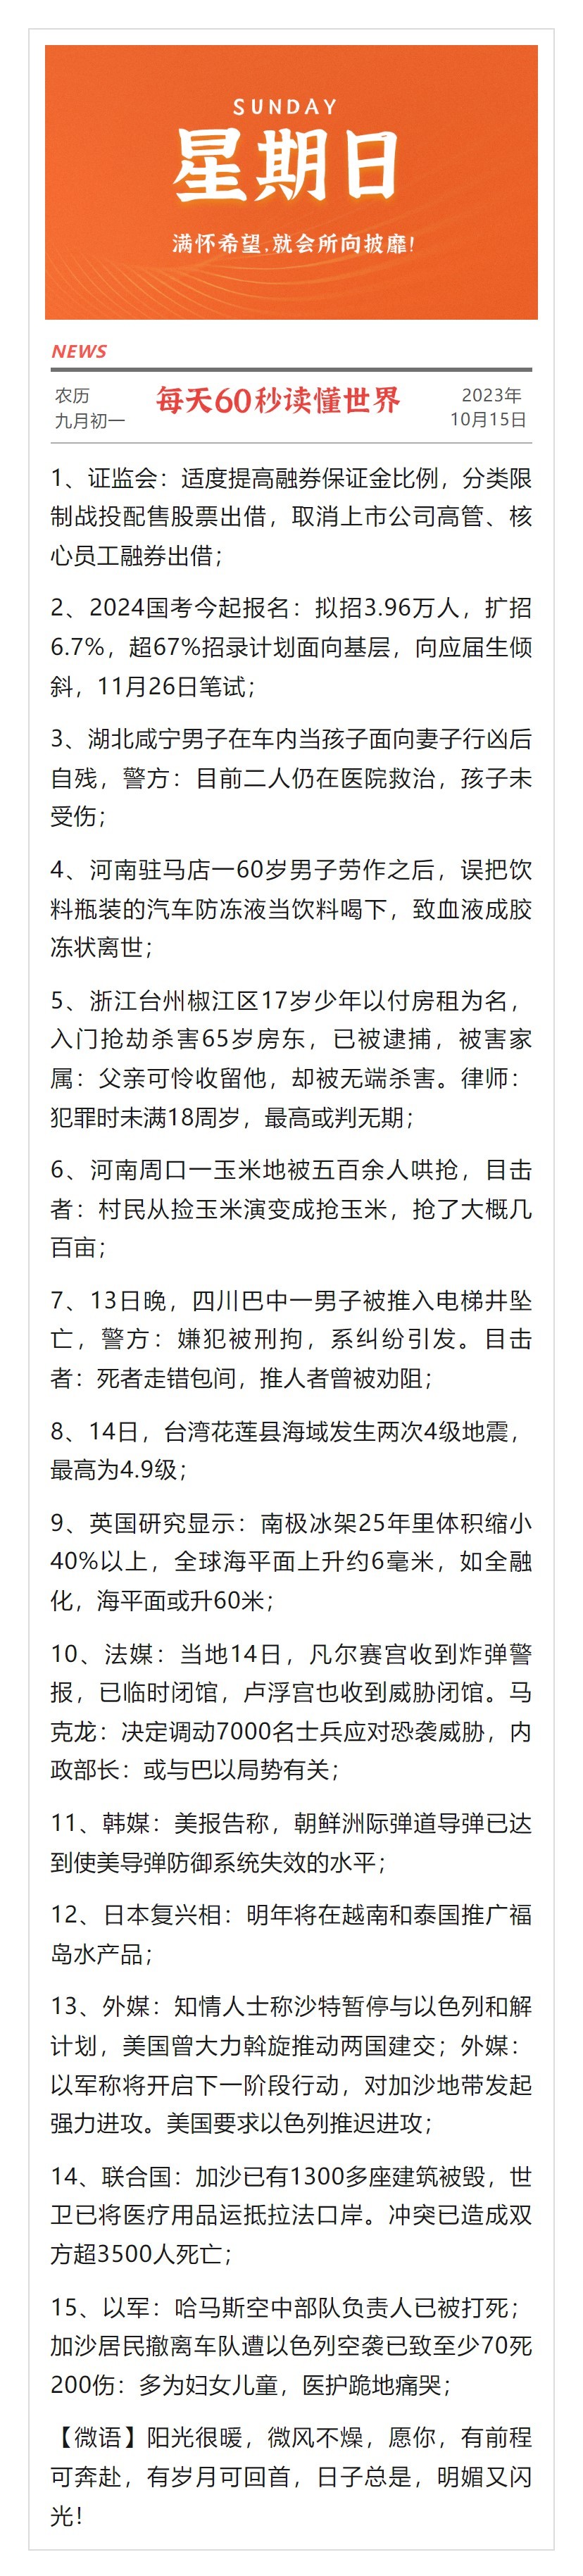 SUNDAY
星期日
满怀希望.就会所向披靡!
NEWS
农历
九月初一
每天60秒读懂世界
2023年
10月15日
1、证监会：适度提高融券保证金比例，分类限
制战投配售股票出借，取消上市公司高管、核
心员工融券出借；
2、2024国考今起报名：拟招3.96万人，扩招
6.7%，超67%招录计划面向基层，向应届生倾
斜，11月26日笔试；
3、湖北咸宁男子在车内当孩子面向妻子行凶后
自残，警方：目前二人仍在医院救治，孩子未
受伤；
4、河南驻马店一60岁男子劳作之后，误把饮
料瓶装的汽车防冻液当饮料喝下，致血液成胶
冻状离世；
5、浙江台州椒江区17岁少年以付房租为名，
入门抢劫杀害65岁房东，已被逮捕，被害家
属：父亲可怜收留他，却被无端杀害。律师：
犯罪时未满18周岁，最高或判无期；
6、河南周口一玉米地被五百余人哄抢，目击
者：村民从捡玉米演变成抢玉米，抢了大概几
百亩；
7、13日晚，四川巴中一男子被推入电梯井坠
亡，警方：嫌犯被刑拘，系纠纷引发。目击
者：死者走错包间，推人者曾被劝阻；
8、14日，台湾花莲县海域发生两次4级地震，
最高为4.9级；
9、英国研究显示：南极冰架25年里体积缩小
40%以上，全球海平面上升约6毫米，如全融
化，海平面或升60米；
10、法媒：当地14日，凡尔赛宫收到炸弹警
报，已临时闭馆，卢浮宫也收到威胁闭馆。马
克龙：决定调动7000名士兵应对恐袭威胁，内
政部长：或与巴以局势有关；
11、韩媒：美报告称，朝鲜洲际弹道导弹已达
到使美导弹防御系统失效的水平；
12、日本复兴相：明年将在越南和泰国推广福
岛水产品；
13、外媒：知情人士称沙特暂停与以色列和解
计划，美国曾大力斡旋推动两国建交；外媒：
以军称将开启下一阶段行动，对加沙地带发起
强力进攻。美国要求以色列推迟进攻；
14、联合国：加沙已有1300多座建筑被毁，世
卫已将医疗用品运抵拉法口岸。冲突已造成双
方超3500人死亡；
15、以军：哈马斯空中部队负责人已被打死；
加沙居民撤离车队遭以色列空袭已致至少70死
200伤：多为妇女儿童，医护跪地痛哭；
【微语】阳光很暖，微风不燥，愿你，有前程
可奔赴，有岁月可回首，日子总是，明媚又闪
光！